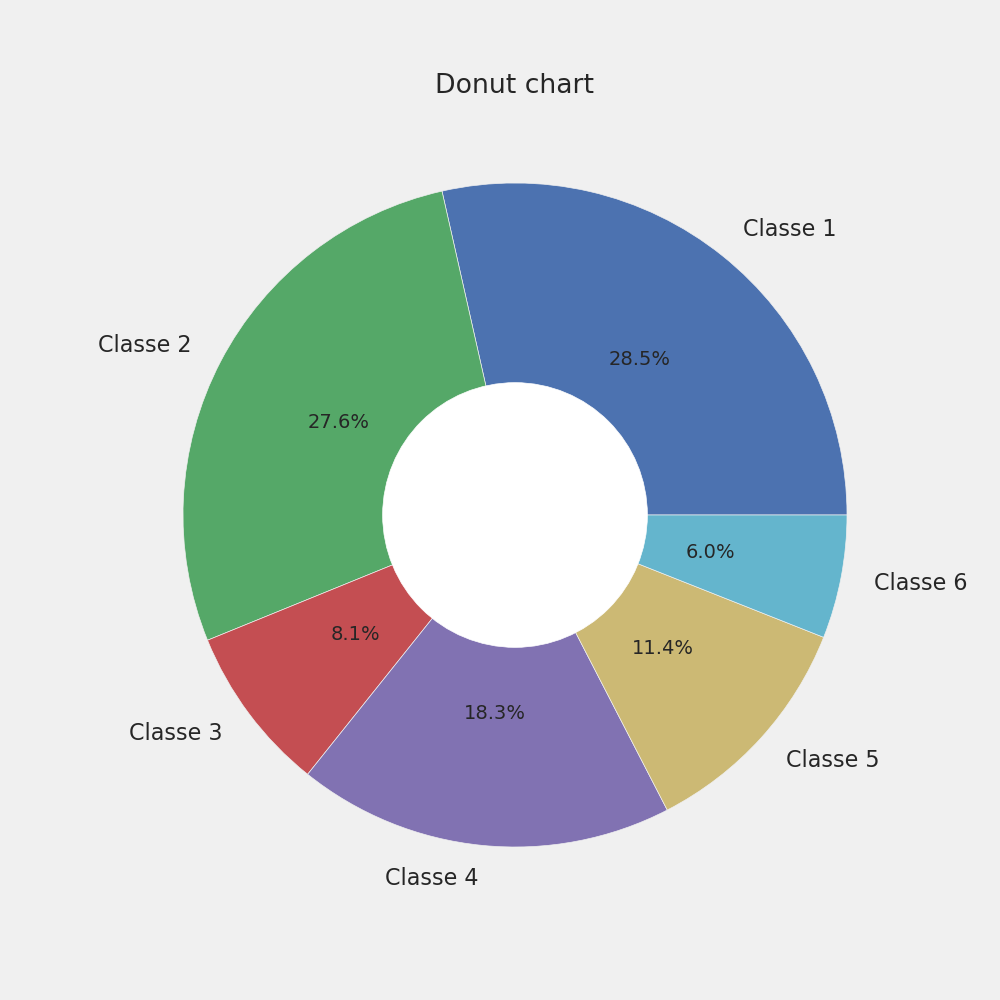 Donut chart
Classe 1
Classe 2
28.5%
27.6%
6.0%
Classe 6
8.1%
11.4%
18.3%
Classe 3
Classe 5
Classe 4